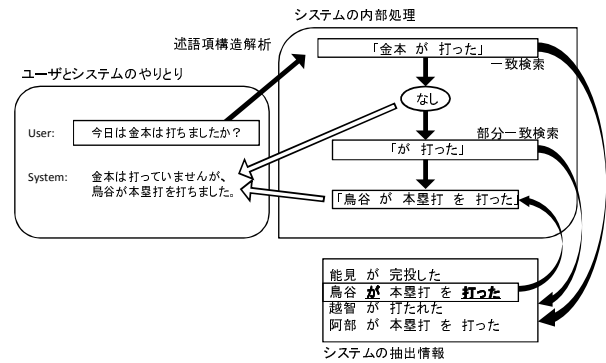 システムの内部処理
述語項構造解析
「金本 が 打った」
一致検索
ユーザとシステムのやりとり
なし
User:
今日は金本は打ちましたか？
部分一致検索
「が 打った」
System:
金本は打っていませんが、
鳥谷が本塁打を打ちました。
「鳥谷 が 本塁打 を 打った」
能見 が 完投した
鳥谷 が 本塁打 を 打った
越智 が 打たれた
阿部 が 本塁打 を 打った
システムの抽出情報